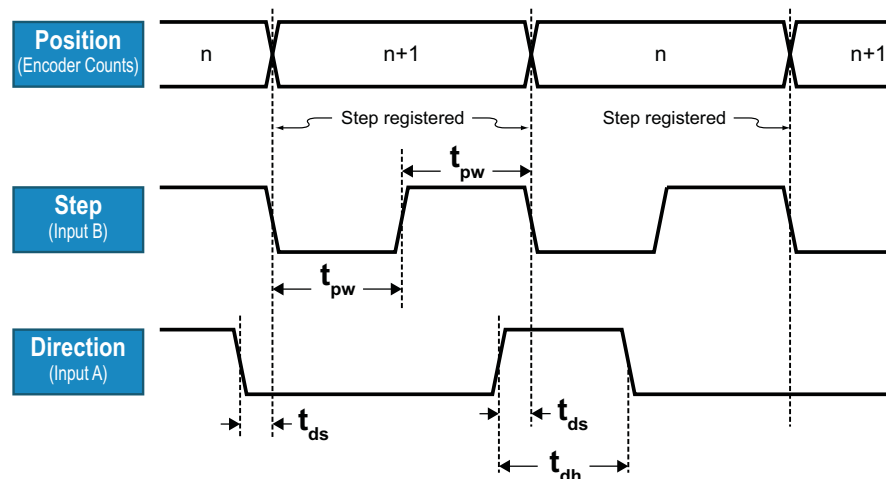 Position
(Encoder Counts)
n
n+1
n
n+1
Step registered
Step registered
t_pw
Step
(Input B)
t_pw
Direction
(Input A)
t_ds
t_ds
t_dh